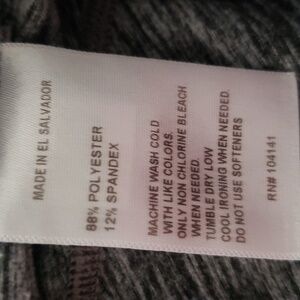 MADE IN EL SALVADOR
88% POLYESTER
12% SPANDEX
MACHINE WASH COLD
WITH LIKE COLORS.
ONLY NON CHLORINE BLEACH
WHEN NEEDED.
TUMBLE DRY LOW
COOL IRONING WHEN NEEDED.
DO NOT USE SOFTENERS
RN# 104141